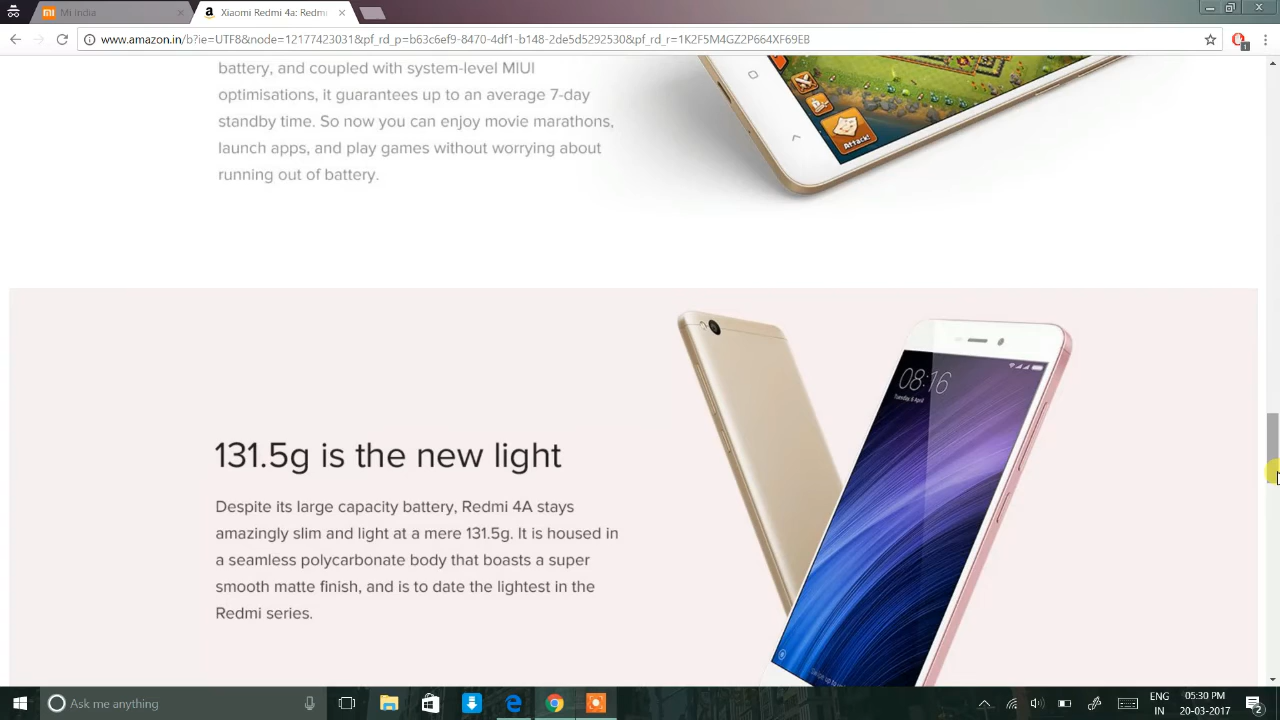 Mi India
Xiaomi Redmi 4a: Redmi
www.amazon.in/b?ie=UTF8&node=12177423031&pf_rd_p=b63c6ef9-8470-4df1-b148-2de5d5292530&pf_rd_r=1K2F5M4GZ2P664XF69EB
1
battery, and coupled with system-level MIUI
optimisations, it guarantees up to an average 7-day
standby time. So now you can enjoy movie marathons,
launch apps, and play games without worrying about
running out of battery.
Attack!
08:16
131.5g is the new light
Despite its large capacity battery, Redmi 4A stays
amazingly slim and light at a mere 131.5g. It is housed in
a seamless polycarbonate body that boasts a super
smooth matte finish, and is to date the lightest in the
Redmi series.
Ask me anything
ENG
IN
05:30 PM
20-03-2017
2